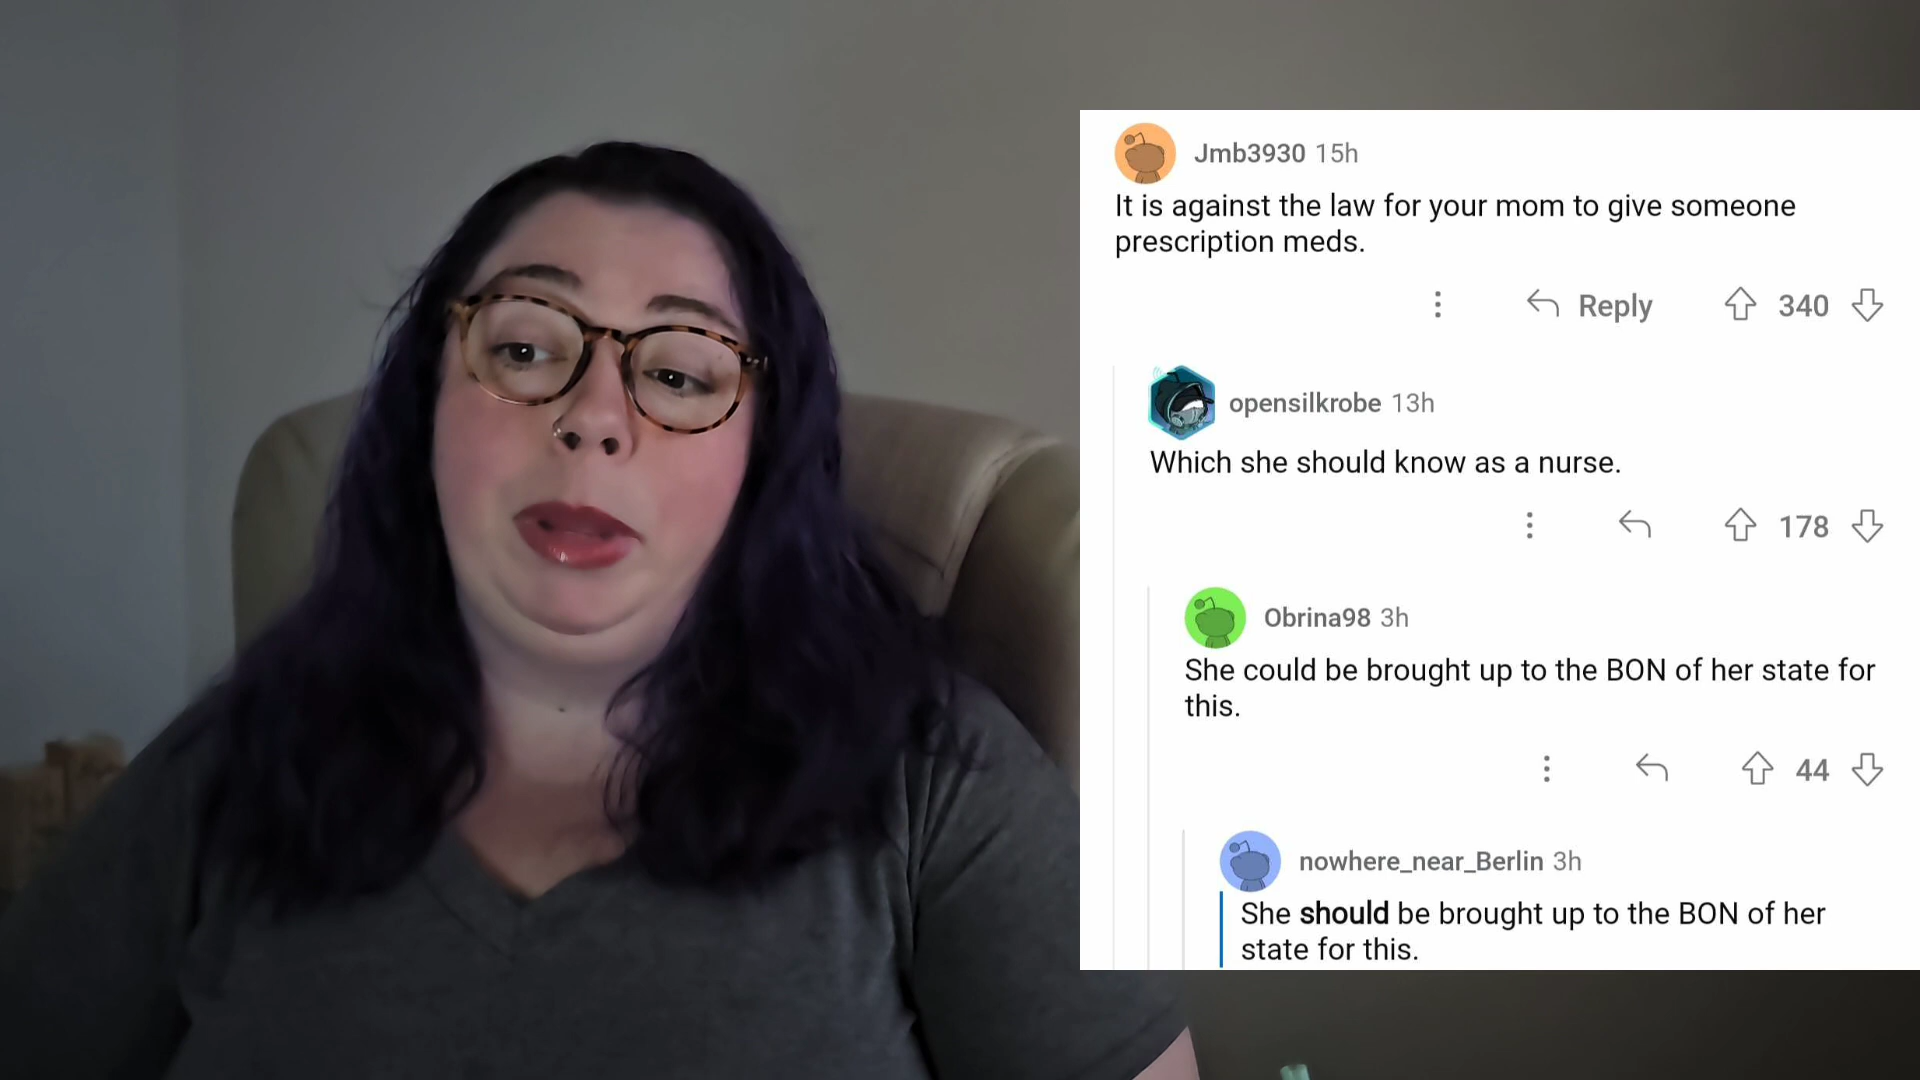 Jmb3930 15h
It is against the law for your mom to give someone
prescription meds.
Reply 340
opensilkrobe 13h
Which she should know as a nurse.
178
Obrina98 3h
She could be brought up to the BON of her state for
this.
44
nowhere_near_Berlin 3h
She should be brought up to the BON of her
state for this.